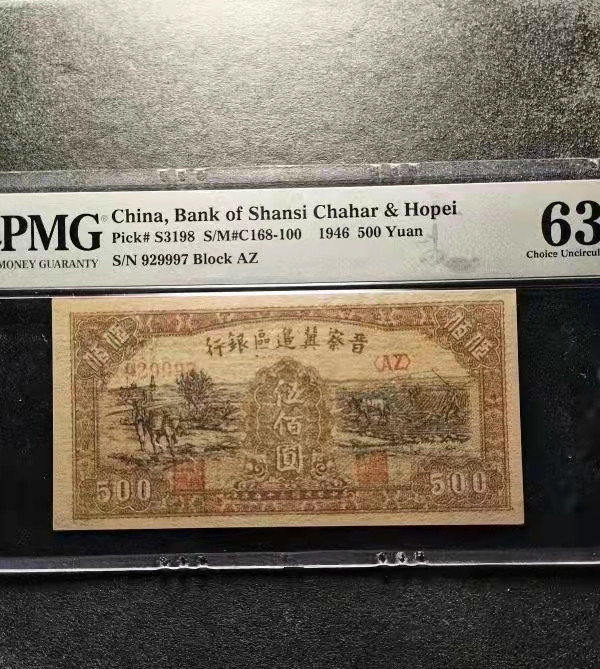 PMG® China, Bank of Shansi Chahar & Hopei 63
MONEY GUARANTY Pick# S3198 S/M#C168-100 1946 500 Yuan Choice Uncircul
S/N 929997 Block AZ
佰伍 行銀區邊冀察晉 佰伍
929997 〈AZ〉
伍佰圓
500 500